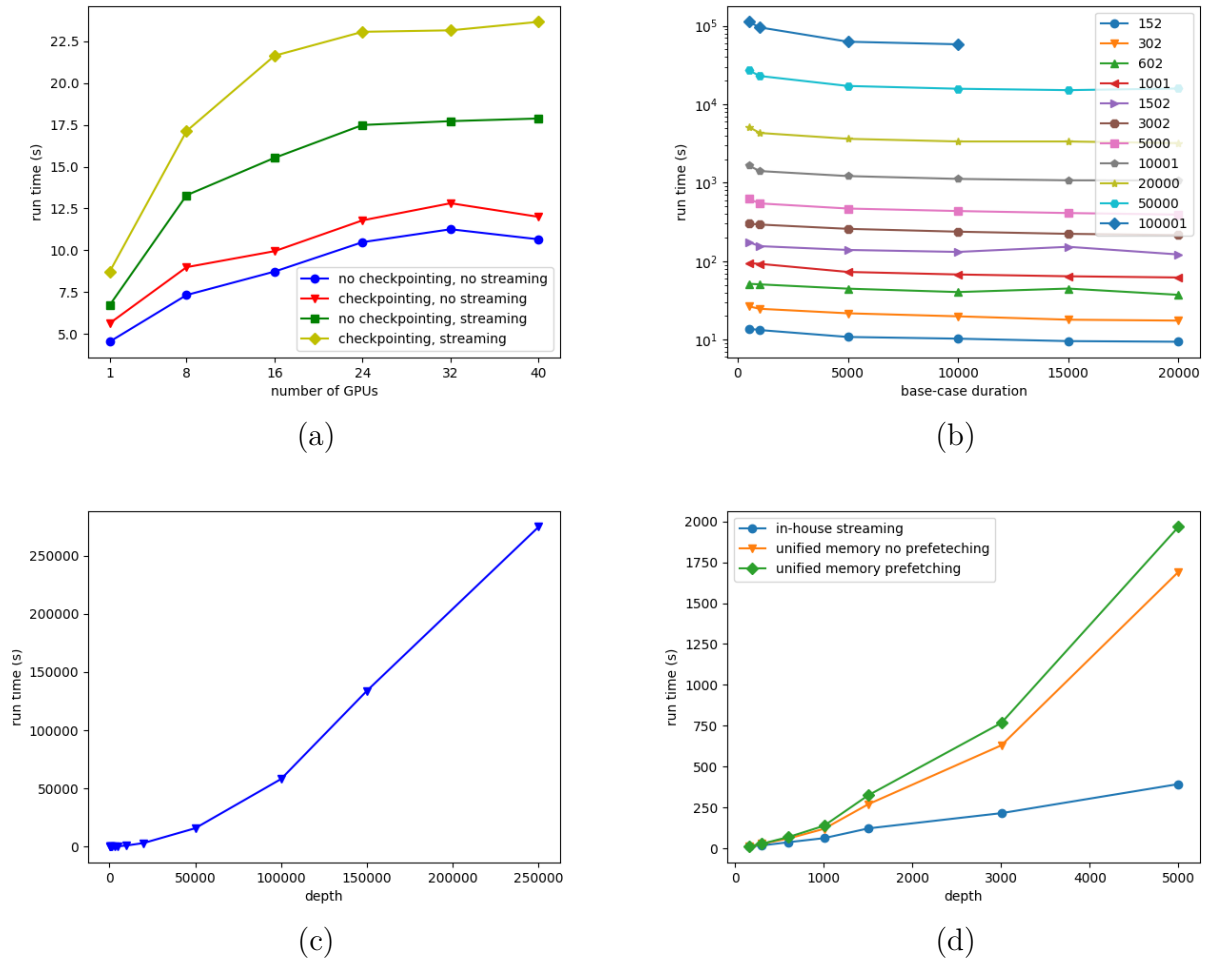 22.5
20.0
17.5
15.0
12.5
10.0
7.5
5.0
run time (s)
1 8 16 24 32 40
number of GPUs
no checkpointing, no streaming
checkpointing, no streaming
no checkpointing, streaming
checkpointing, streaming
(a)
10^5
10^4
10^3
10^2
10^1
run time (s)
0 5000 10000 15000 20000
base-case duration
152
302
602
1001
1502
3002
5000
10001
20000
50000
100001
(b)
250000
200000
150000
100000
50000
0
run time (s)
0 50000 100000 150000 200000 250000
depth
(c)
2000
1750
1500
1250
1000
750
500
250
0
run time (s)
0 1000 2000 3000 4000 5000
depth
in-house streaming
unified memory no prefeteching
unified memory prefetching
(d)